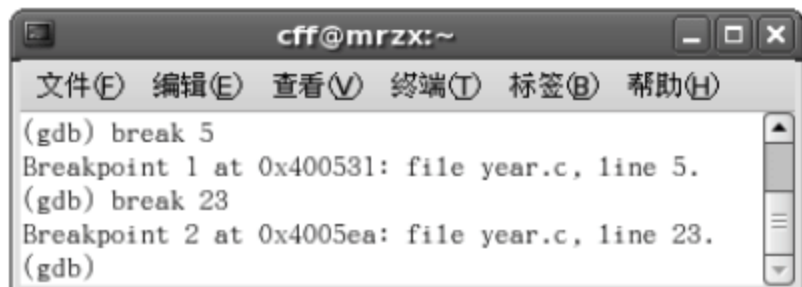 cff@mrzx:~
文件(F) 编辑(E) 查看(V) 终端(T) 标签(B) 帮助(H)
(gdb) break 5
Breakpoint 1 at 0x400531: file year.c, line 5.
(gdb) break 23
Breakpoint 2 at 0x4005ea: file year.c, line 23.
(gdb)